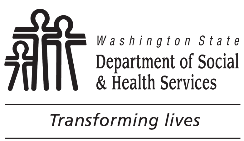 Washington State
Department of Social
& Health Services
Transforming lives